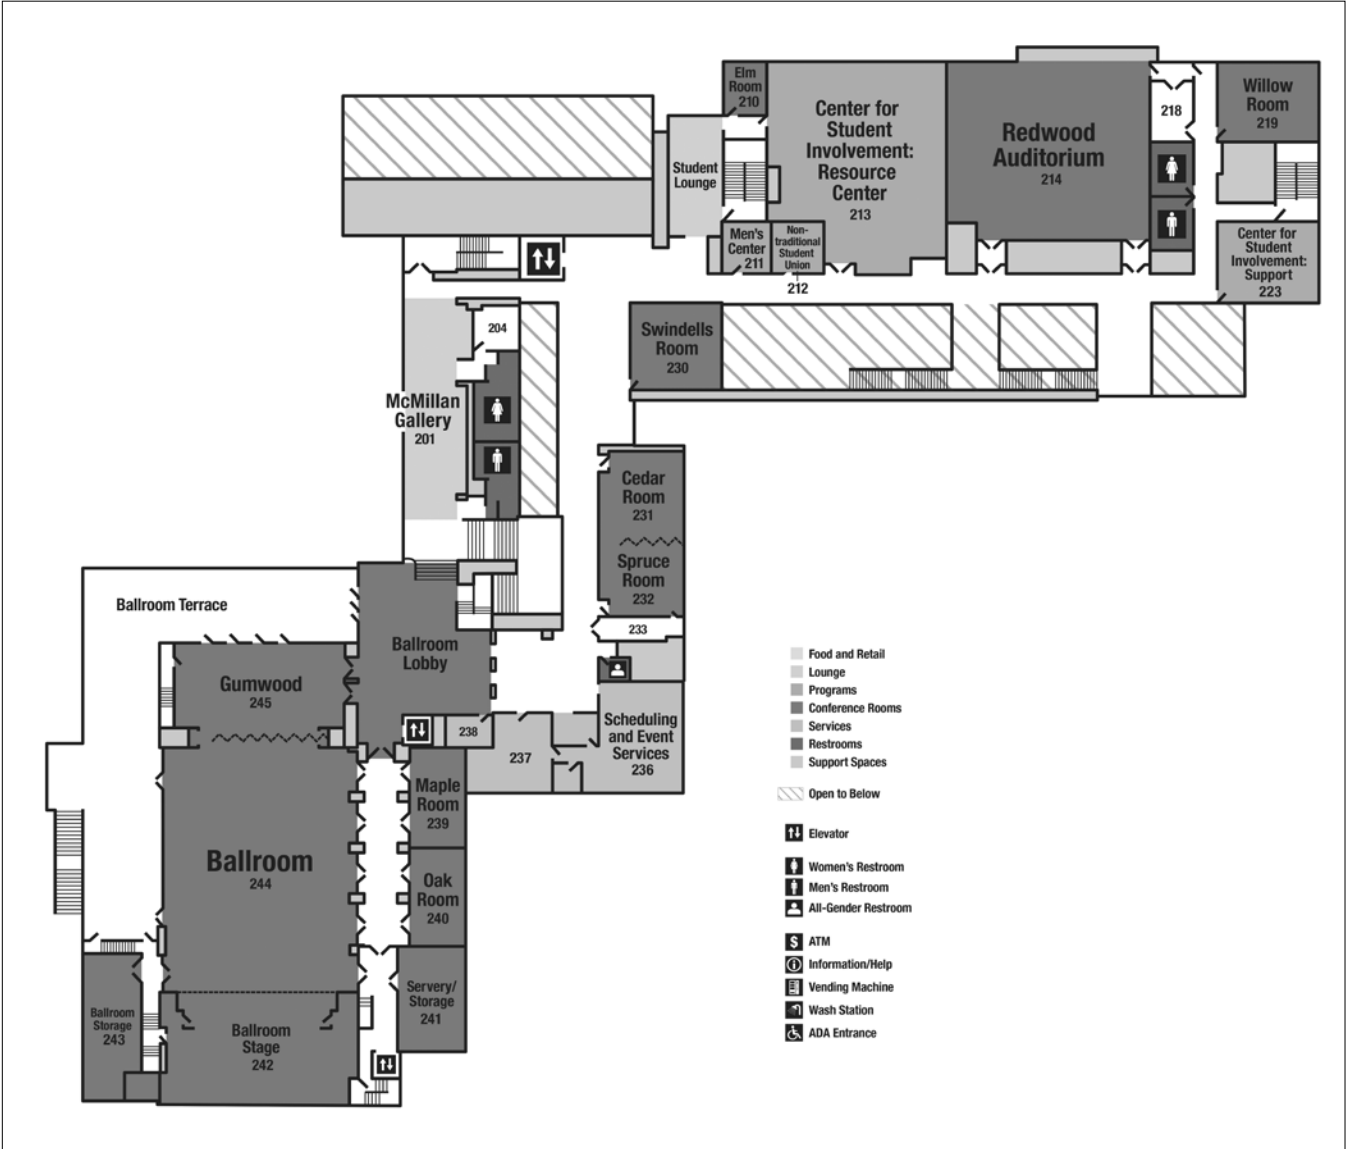 Elm
Room
210
Center for
Student
Involvement:
Resource
Center
213
Redwood
Auditorium
214
218
Willow
Room
219
Student
Lounge
Men's
Center
211
Non-
traditional
Student
Union
212
Center for
Student
Involvement:
Support
223
204
Swindells
Room
230
McMillan
Gallery
201
Cedar
Room
231
Spruce
Room
232
233
Ballroom Terrace
Ballroom
Lobby
Gumwood
245
238
237
Scheduling
and Event
Services
236
Maple
Room
239
Ballroom
244
Oak
Room
240
Servery/
Storage
241
Ballroom
Storage
243
Ballroom
Stage
242
Food and Retail
Lounge
Programs
Conference Rooms
Services
Restrooms
Support Spaces
Open to Below
Elevator
Women's Restroom
Men's Restroom
All-Gender Restroom
$ ATM
Information/Help
Vending Machine
Wash Station
ADA Entrance